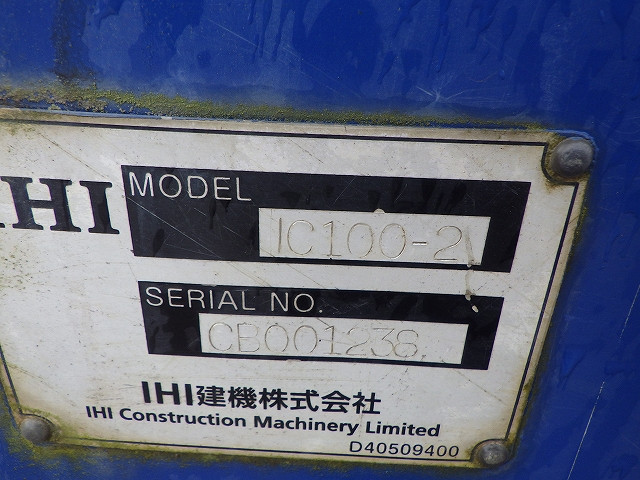 IHI
MODEL
IC100-2
SERIAL NO.
CB001238
IHI建機株式会社
IHI Construction Machinery Limited
D40509400